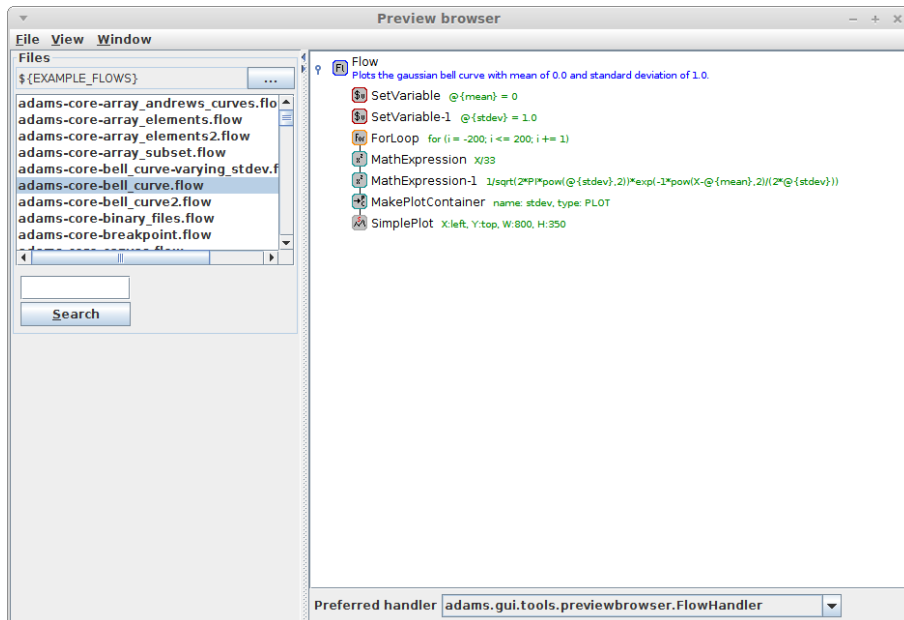 Preview browser
File View Window
Files
${EXAMPLE_FLOWS}
...
adams-core-array_andrews_curves.flo
adams-core-array_elements.flow
adams-core-array_elements2.flow
adams-core-array_subset.flow
adams-core-bell_curve-varying_stdev.f
adams-core-bell_curve.flow
adams-core-bell_curve2.flow
adams-core-binary_files.flow
adams-core-breakpoint.flow
adams-core-canvas.flow
Search
Flow
Plots the gaussian bell curve with mean of 0.0 and standard deviation of 1.0.
SetVariable @{mean} = 0
SetVariable-1 @{stdev} = 1.0
ForLoop for (i = -200; i <= 200; i += 1)
MathExpression X/33
MathExpression-1 1/sqrt(2*PI*pow(@{stdev},2))*exp(-1*pow(X-@{mean},2)/(2*@{stdev}))
MakePlotContainer name: stdev, type: PLOT
SimplePlot X:left, Y:top, W:800, H:350
Preferred handler adams.gui.tools.previewbrowser.FlowHandler